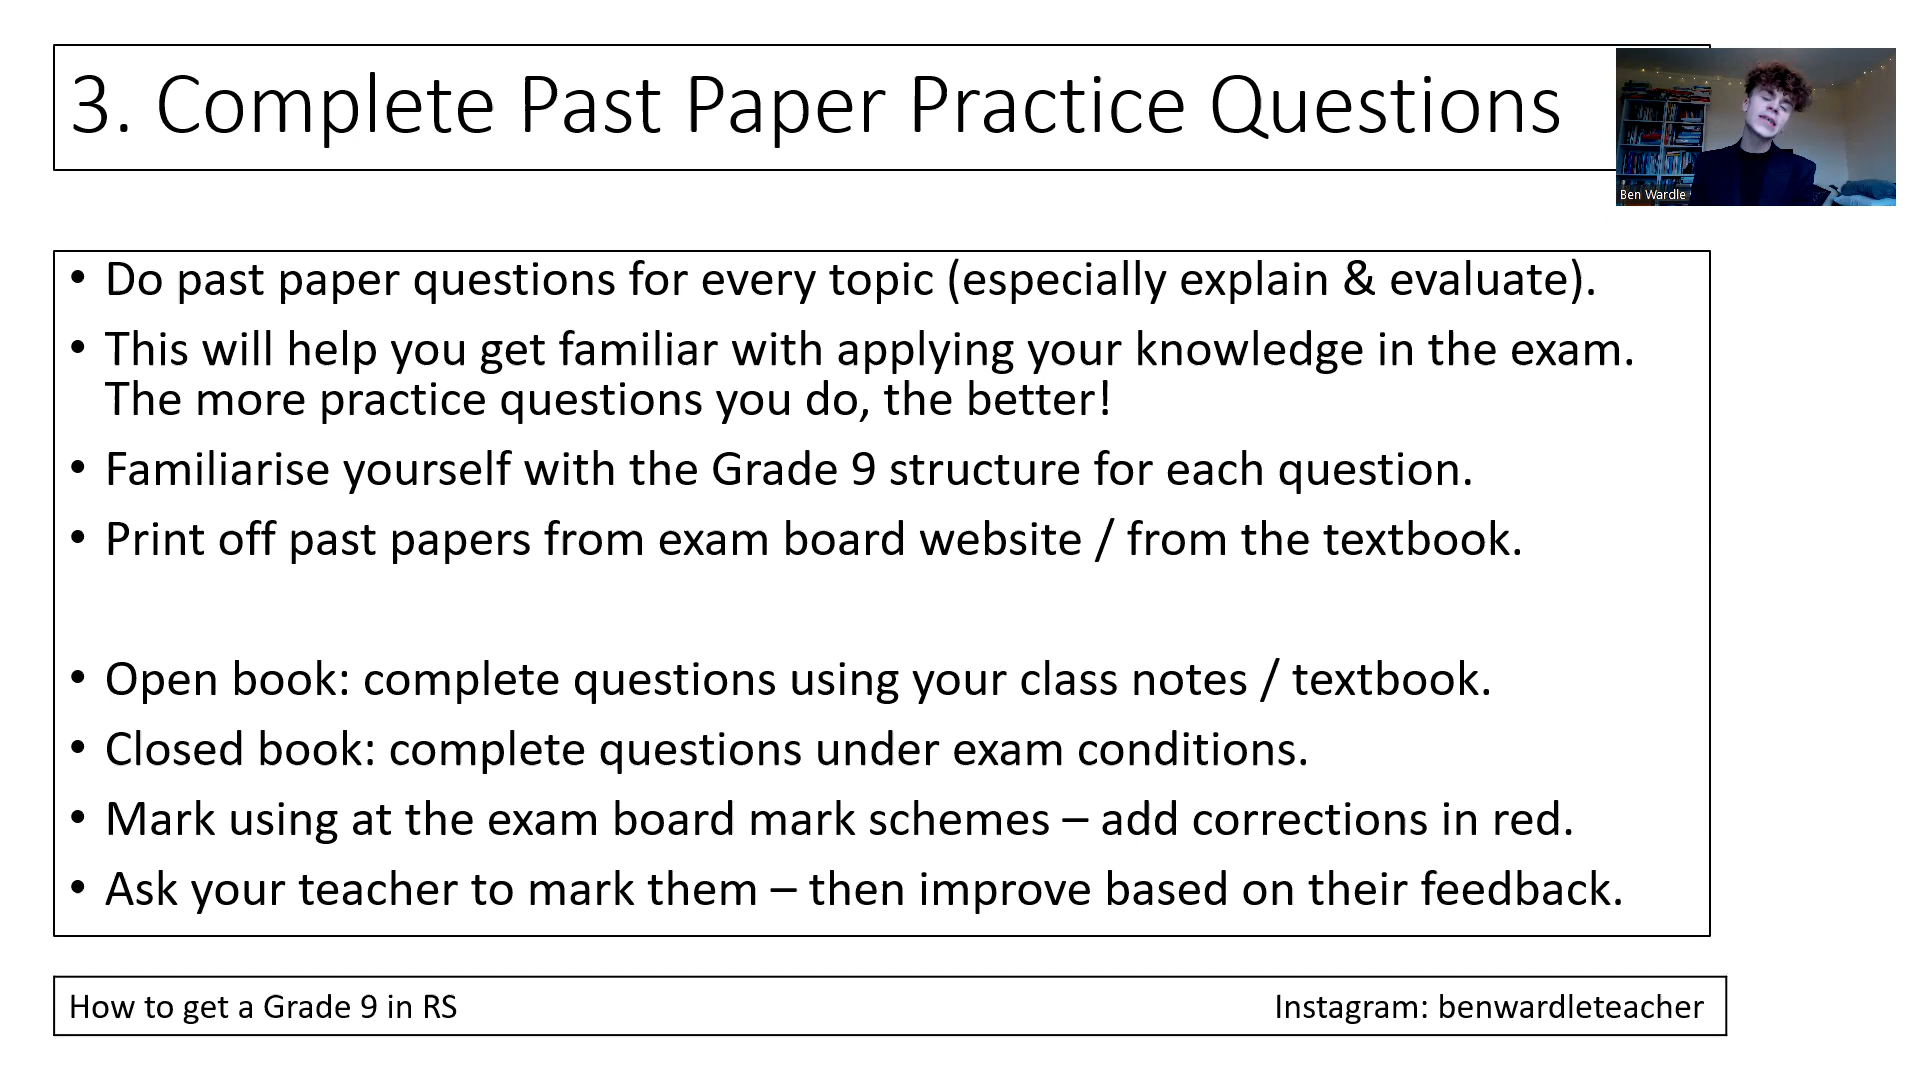 3. Complete Past Paper Practice Questions
Ben Wardle
• Do past paper questions for every topic (especially explain & evaluate).
• This will help you get familiar with applying your knowledge in the exam.
The more practice questions you do, the better!
• Familiarise yourself with the Grade 9 structure for each question.
• Print off past papers from exam board website / from the textbook.
• Open book: complete questions using your class notes / textbook.
• Closed book: complete questions under exam conditions.
• Mark using at the exam board mark schemes – add corrections in red.
• Ask your teacher to mark them – then improve based on their feedback.
How to get a Grade 9 in RS
Instagram: benwardleteacher